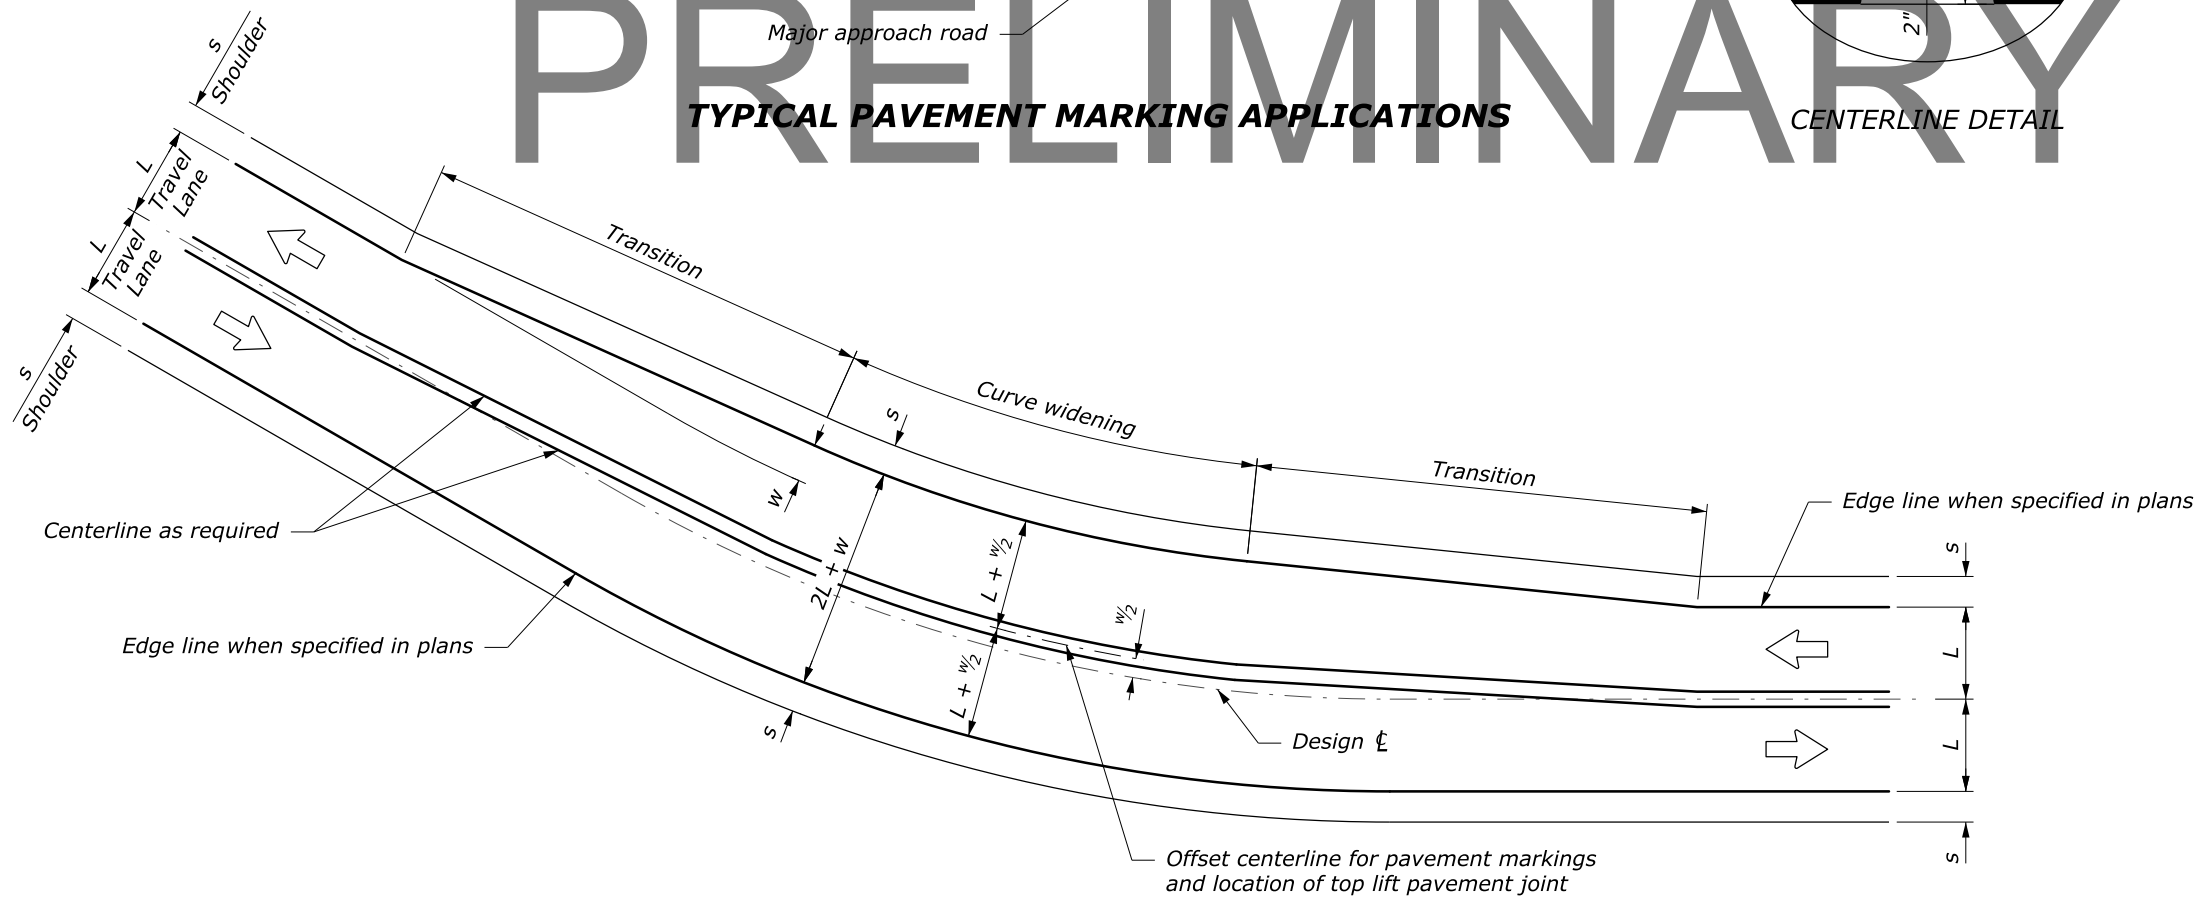 PRELIMINARY
Major approach road
2"
TYPICAL PAVEMENT MARKING APPLICATIONS
CENTERLINE DETAIL
s
Shoulder
L
Travel
Lane
L
Travel
Lane
s
Shoulder
Transition
Curve widening
s
Transition
w
Edge line when specified in plans
Centerline as required
2L + w
L + w/2
w/2
L + w/2
s
L
L
s
Edge line when specified in plans
s
Design ℄
Offset centerline for pavement markings
and location of top lift pavement joint